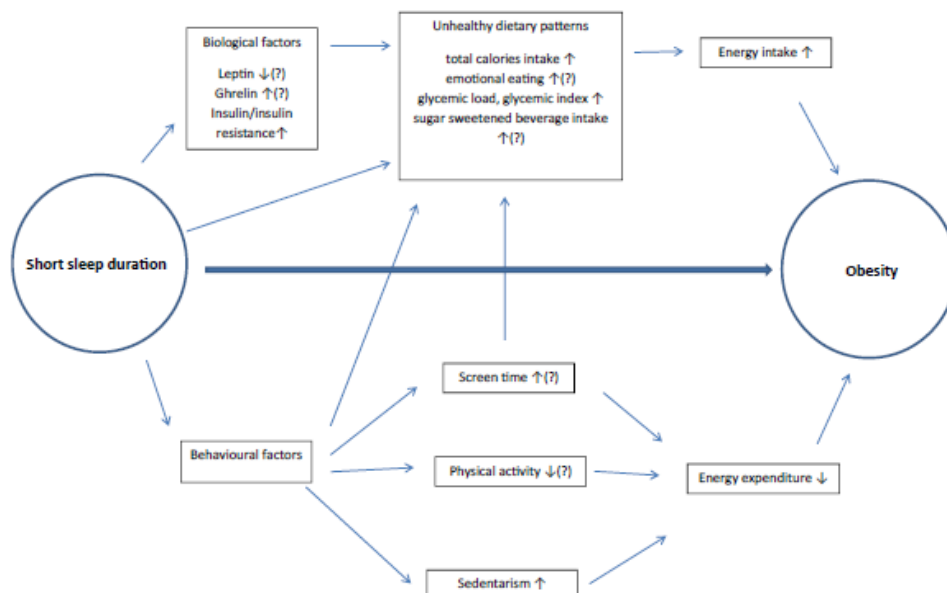 Biological factors
Leptin ↓(?)
Ghrelin ↑(?)
Insulin/insulin
resistance↑
Unhealthy dietary patterns
total calories intake ↑
emotional eating ↑(?)
glycemic load, glycemic index ↑
sugar sweetened beverage intake
↑(?)
Energy intake ↑
Short sleep duration
Obesity
Screen time ↑(?)
Behavioural factors
Physical activity ↓(?)
Energy expenditure ↓
Sedentarism ↑